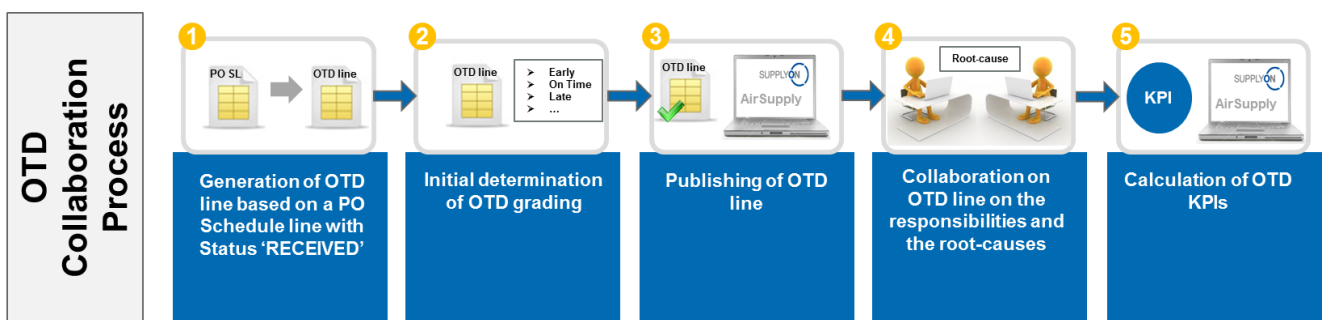 OTD
Collaboration
Process
1
PO SL
OTD line
Generation of OTD
line based on a PO
Schedule line with
Status ‘RECEIVED’
2
OTD line
➤ Early
➤ On Time
➤ Late
➤ ...
Initial determination
of OTD grading
3
OTD line
SUPPLYON
AirSupply
Publishing of OTD
line
4
Root-cause
Collaboration on
OTD line on the
responsibilities and
the root-causes
5
KPI
SUPPLYON
AirSupply
Calculation of OTD
KPIs